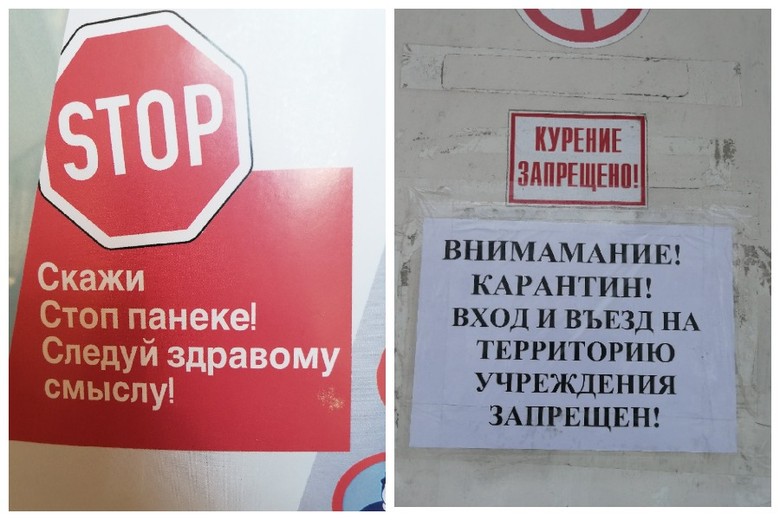 STOP
Скажи
Стоп панеке!
Следуй здравому
смыслу!
КУРЕНИЕ
ЗАПРЕЩЕНО!
ВНИМАМАНИЕ!
КАРАНТИН!
ВХОД И ВЪЕЗД НА
ТЕРРИТОРИЮ
УЧРЕЖДЕНИЯ
ЗАПРЕЩЕН!